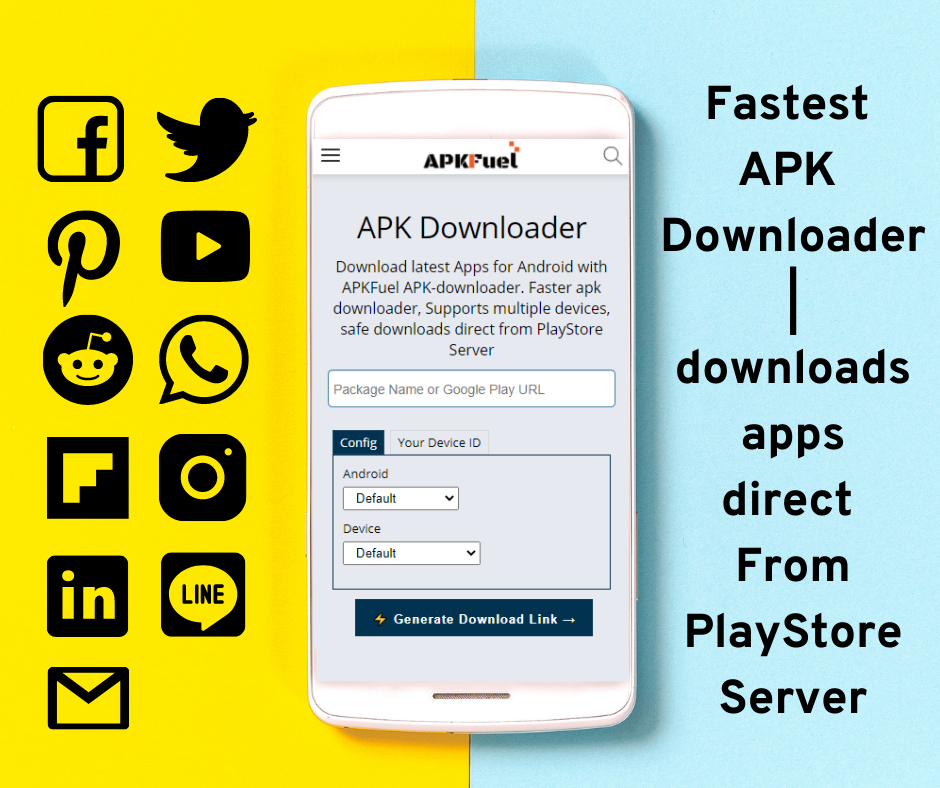 APKFuel
APK Downloader
Download latest Apps for Android with
APKFuel APK-downloader. Faster apk
downloader, Supports multiple devices,
safe downloads direct from PlayStore
Server
Package Name or Google Play URL
Config
Your Device ID
Android
Default
Device
Default
⚡ Generate Download Link →
Fastest
APK
Downloader
|
downloads
apps
direct
From
PlayStore
Server
f
in
LINE